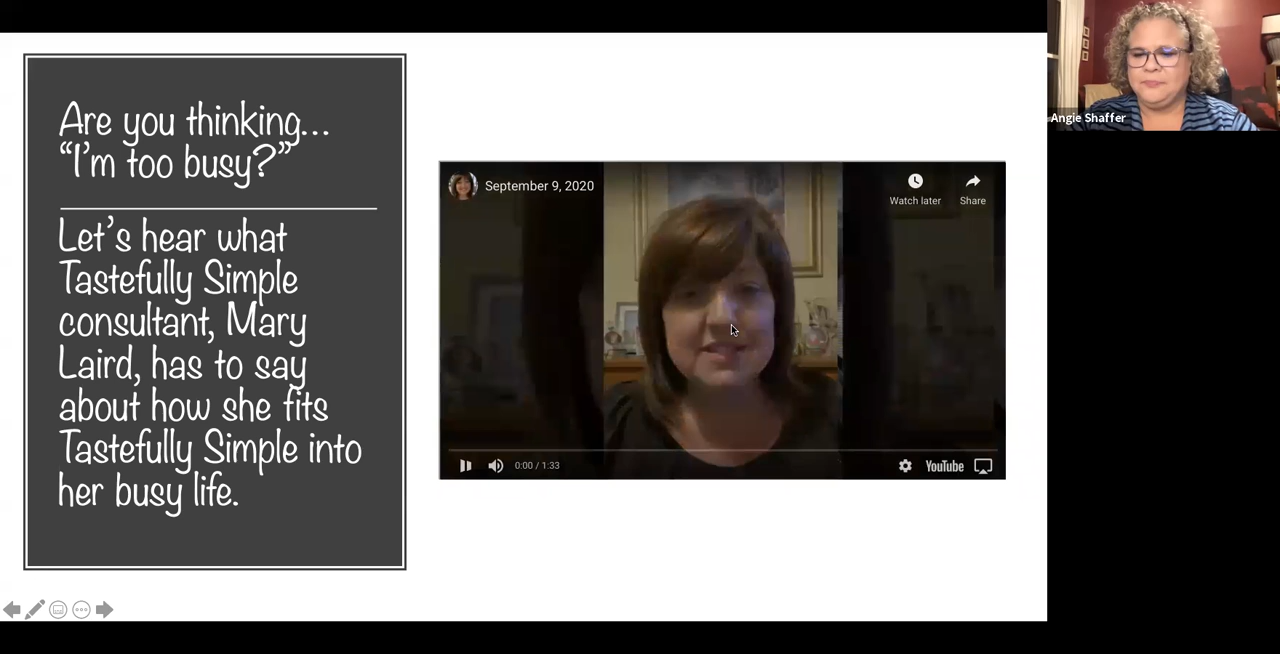 Are you thinking...
“I’m too busy?”
Let’s hear what
Tastefully Simple
consultant, Mary
Laird, has to say
about how she fits
Tastefully Simple into
her busy life.
September 9, 2020
Watch later
Share
0:00 / 1:33
YouTube
Angie Shaffer